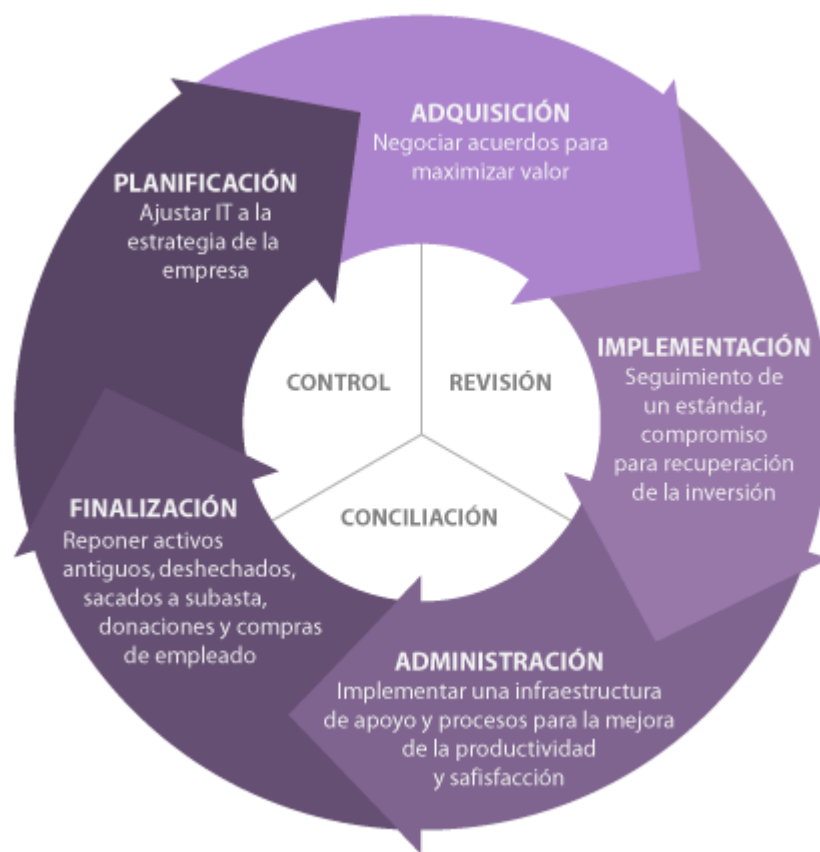 ADQUISICIÓN
Negociar acuerdos para
maximizar valor
PLANIFICACIÓN
Ajustar IT a la
estrategia de la
empresa
IMPLEMENTACIÓN
Seguimiento de
un estándar,
compromiso
para recuperación
de la inversión
CONTROL
REVISIÓN
CONCILIACIÓN
FINALIZACIÓN
Reponer activos
antiguos, deshechados,
sacados a subasta,
donaciones y compras
de empleado
ADMINISTRACIÓN
Implementar una infraestructura
de apoyo y procesos para la mejora
de la productividad
y safisfacción